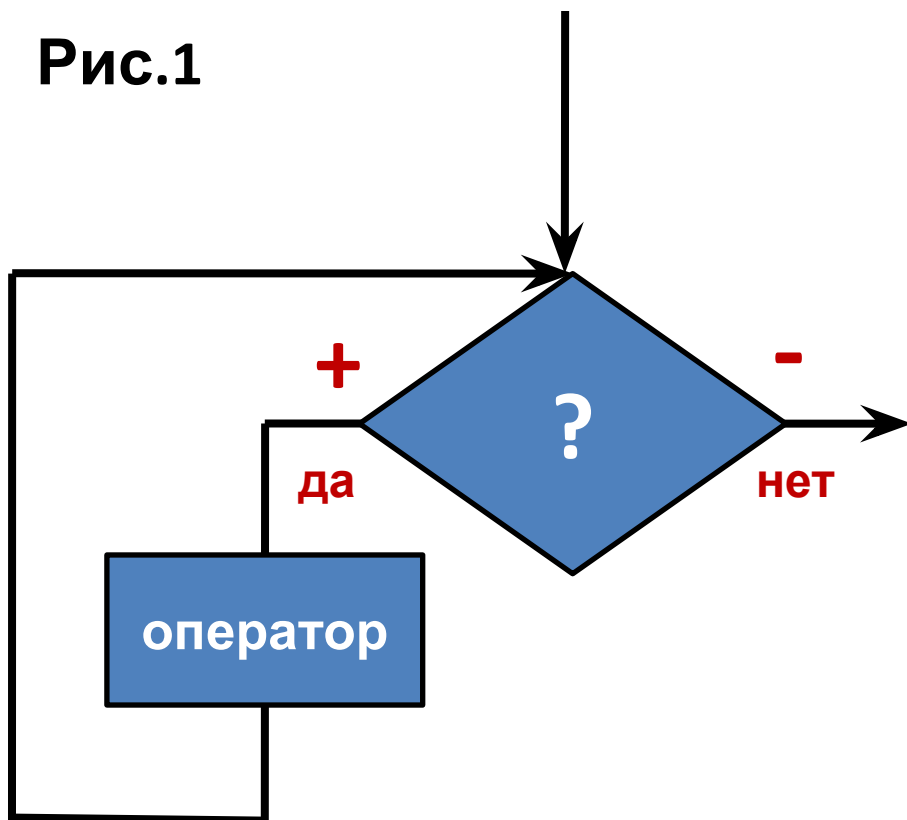 Рис.1
+
-
?
да
нет
оператор